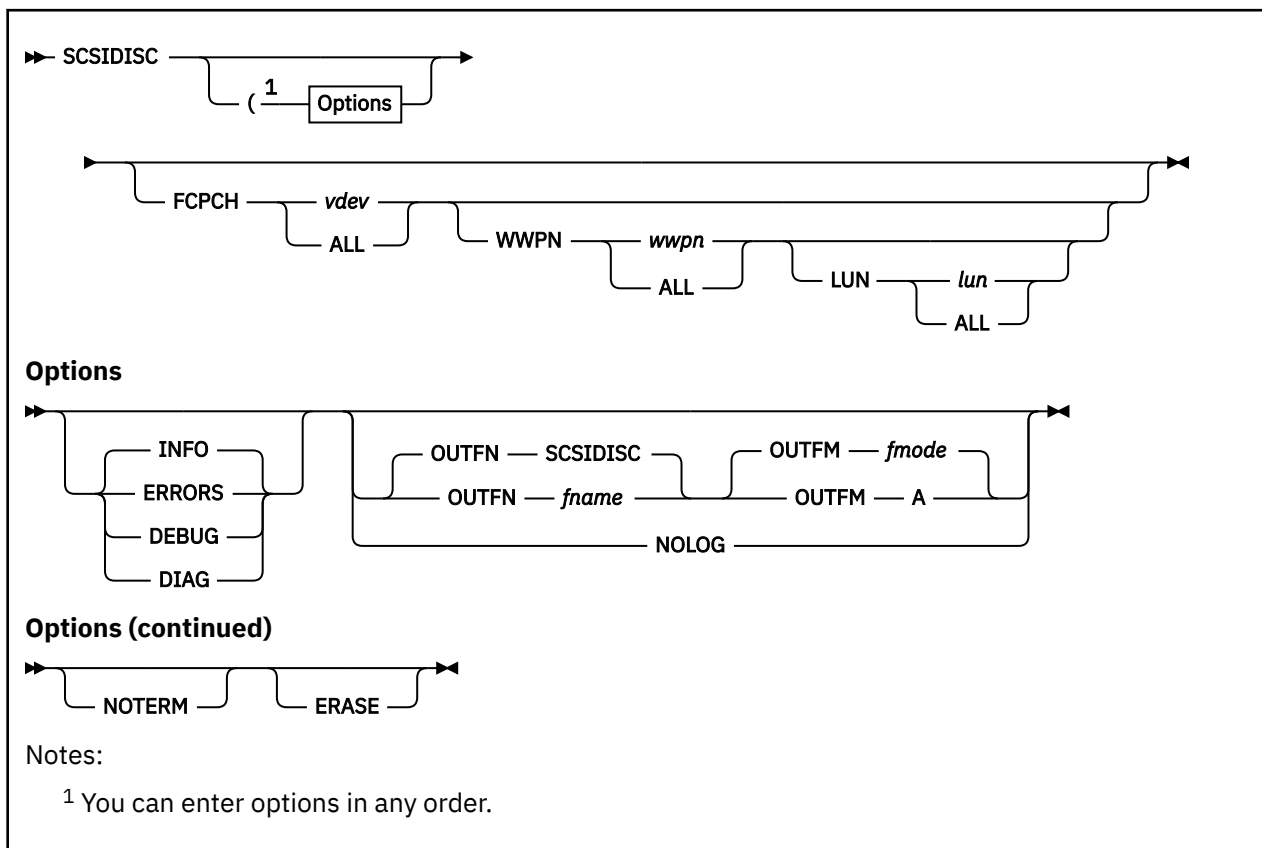 SCSIDISC
( 1 Options
FCPCH vdev
ALL
WWPN wwpn
ALL
LUN lun
ALL
Options
INFO
ERRORS
DEBUG
DIAG
OUTFN SCSIDISC OUTFM fmode
OUTFN fname OUTFM A
NOLOG
Options (continued)
NOTERM ERASE
Notes:
1 You can enter options in any order.